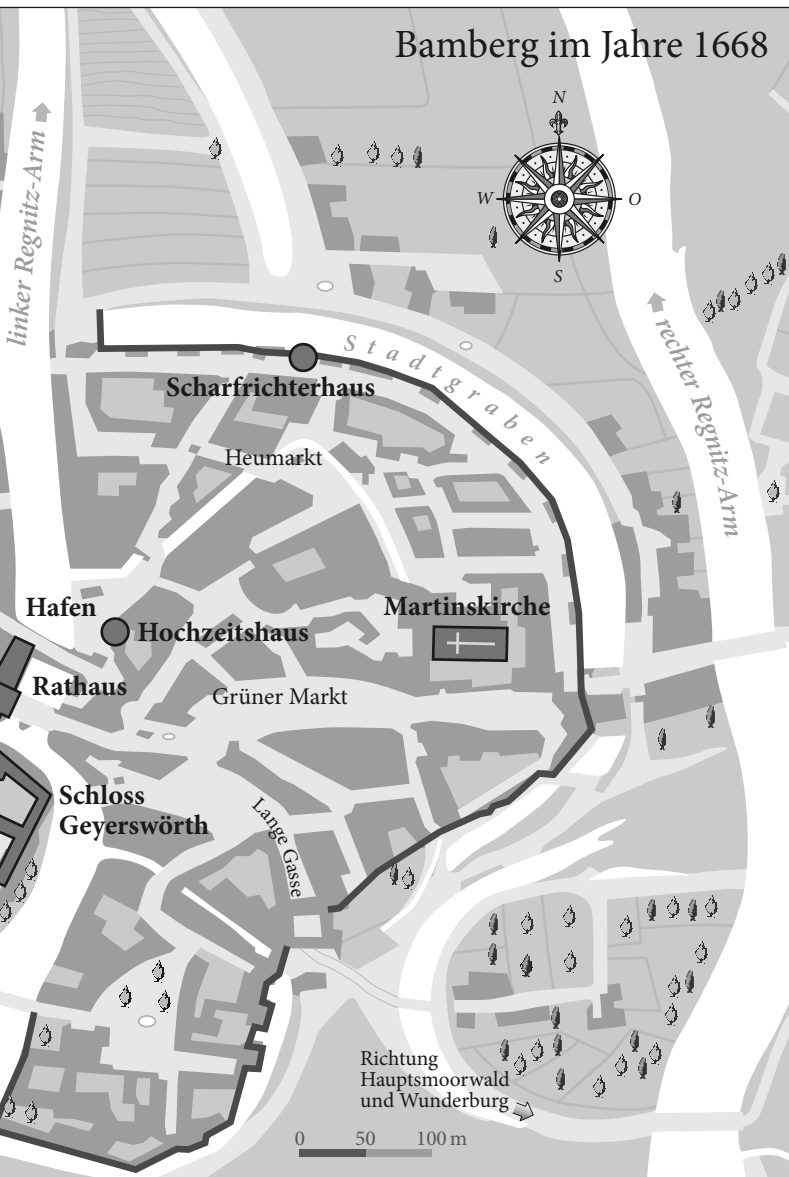 Bamberg im Jahre 1668
N
W
O
S
linker Regnitz-Arm
rechter Regnitz-Arm
Stadtgraben
Scharfrichterhaus
Heumarkt
Hafen
Hochzeitshaus
Martinskirche
Rathaus
Grüner Markt
Schloss
Geyerswörth
Lange Gasse
Richtung
Hauptsmoorwald
und Wunderburg
0 50 100 m